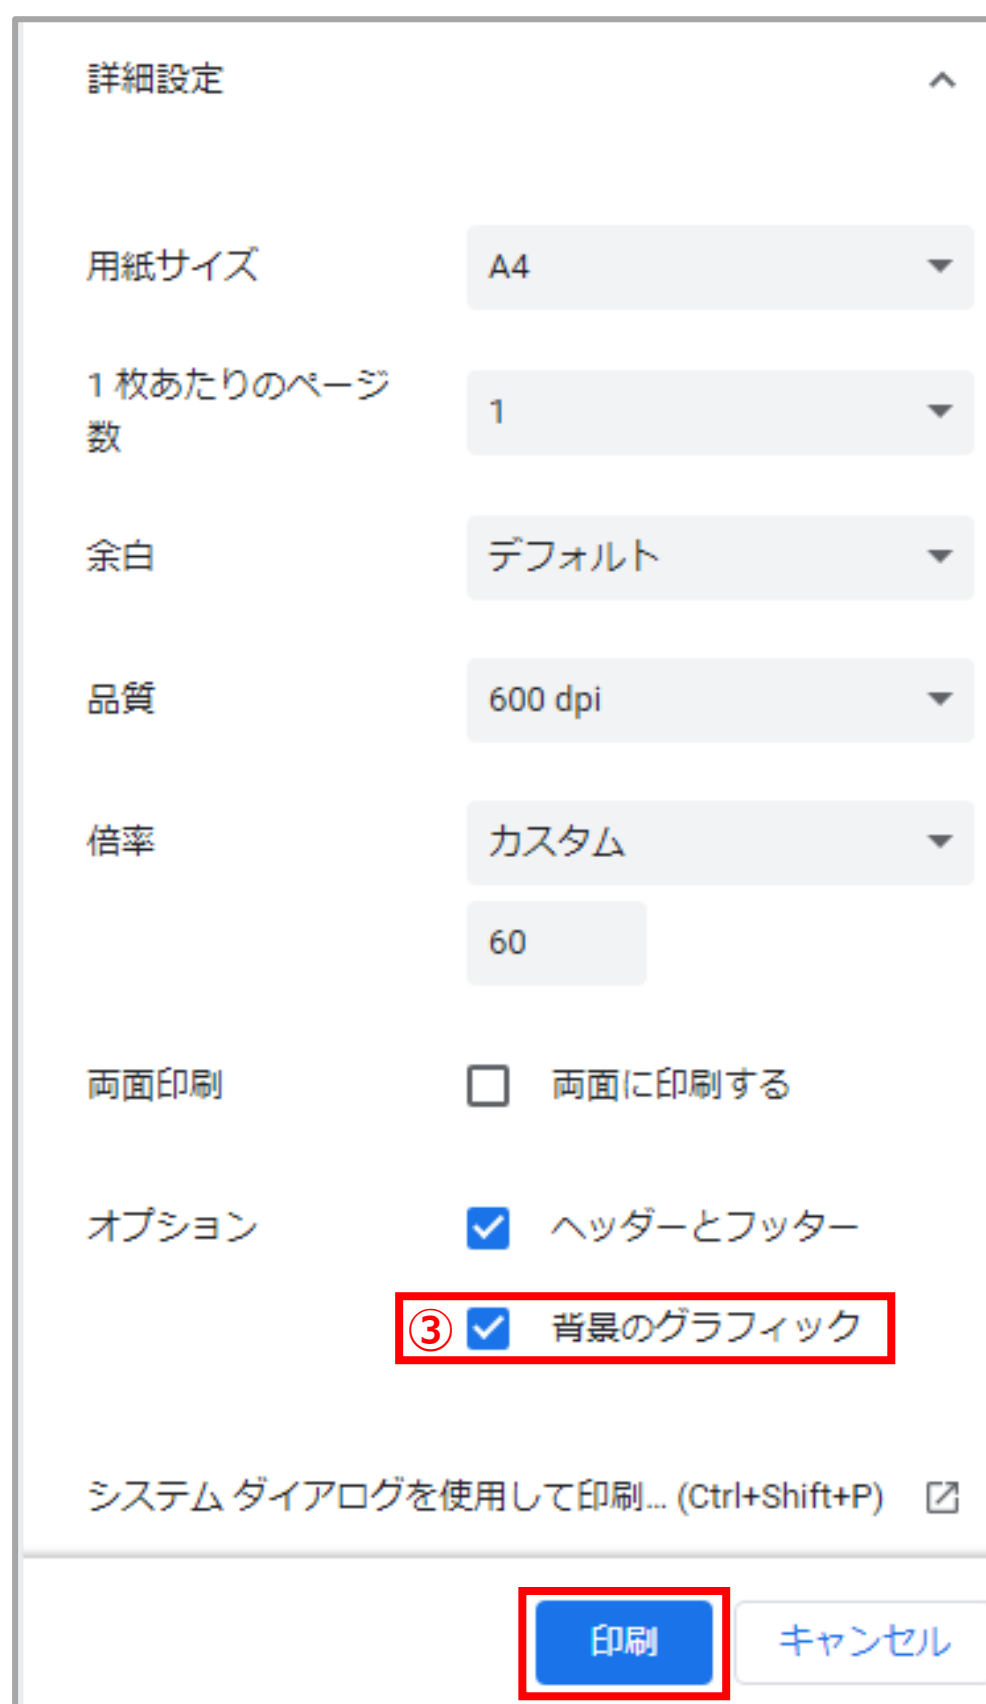 詳細設定
用紙サイズ A4
1 枚あたりのページ
数 1
余白 デフォルト
品質 600 dpi
倍率 カスタム
60
両面印刷 両面に印刷する
オプション ヘッダーとフッター
③ 背景のグラフィック
システム ダイアログを使用して印刷... (Ctrl+Shift+P)
印刷 キャンセル